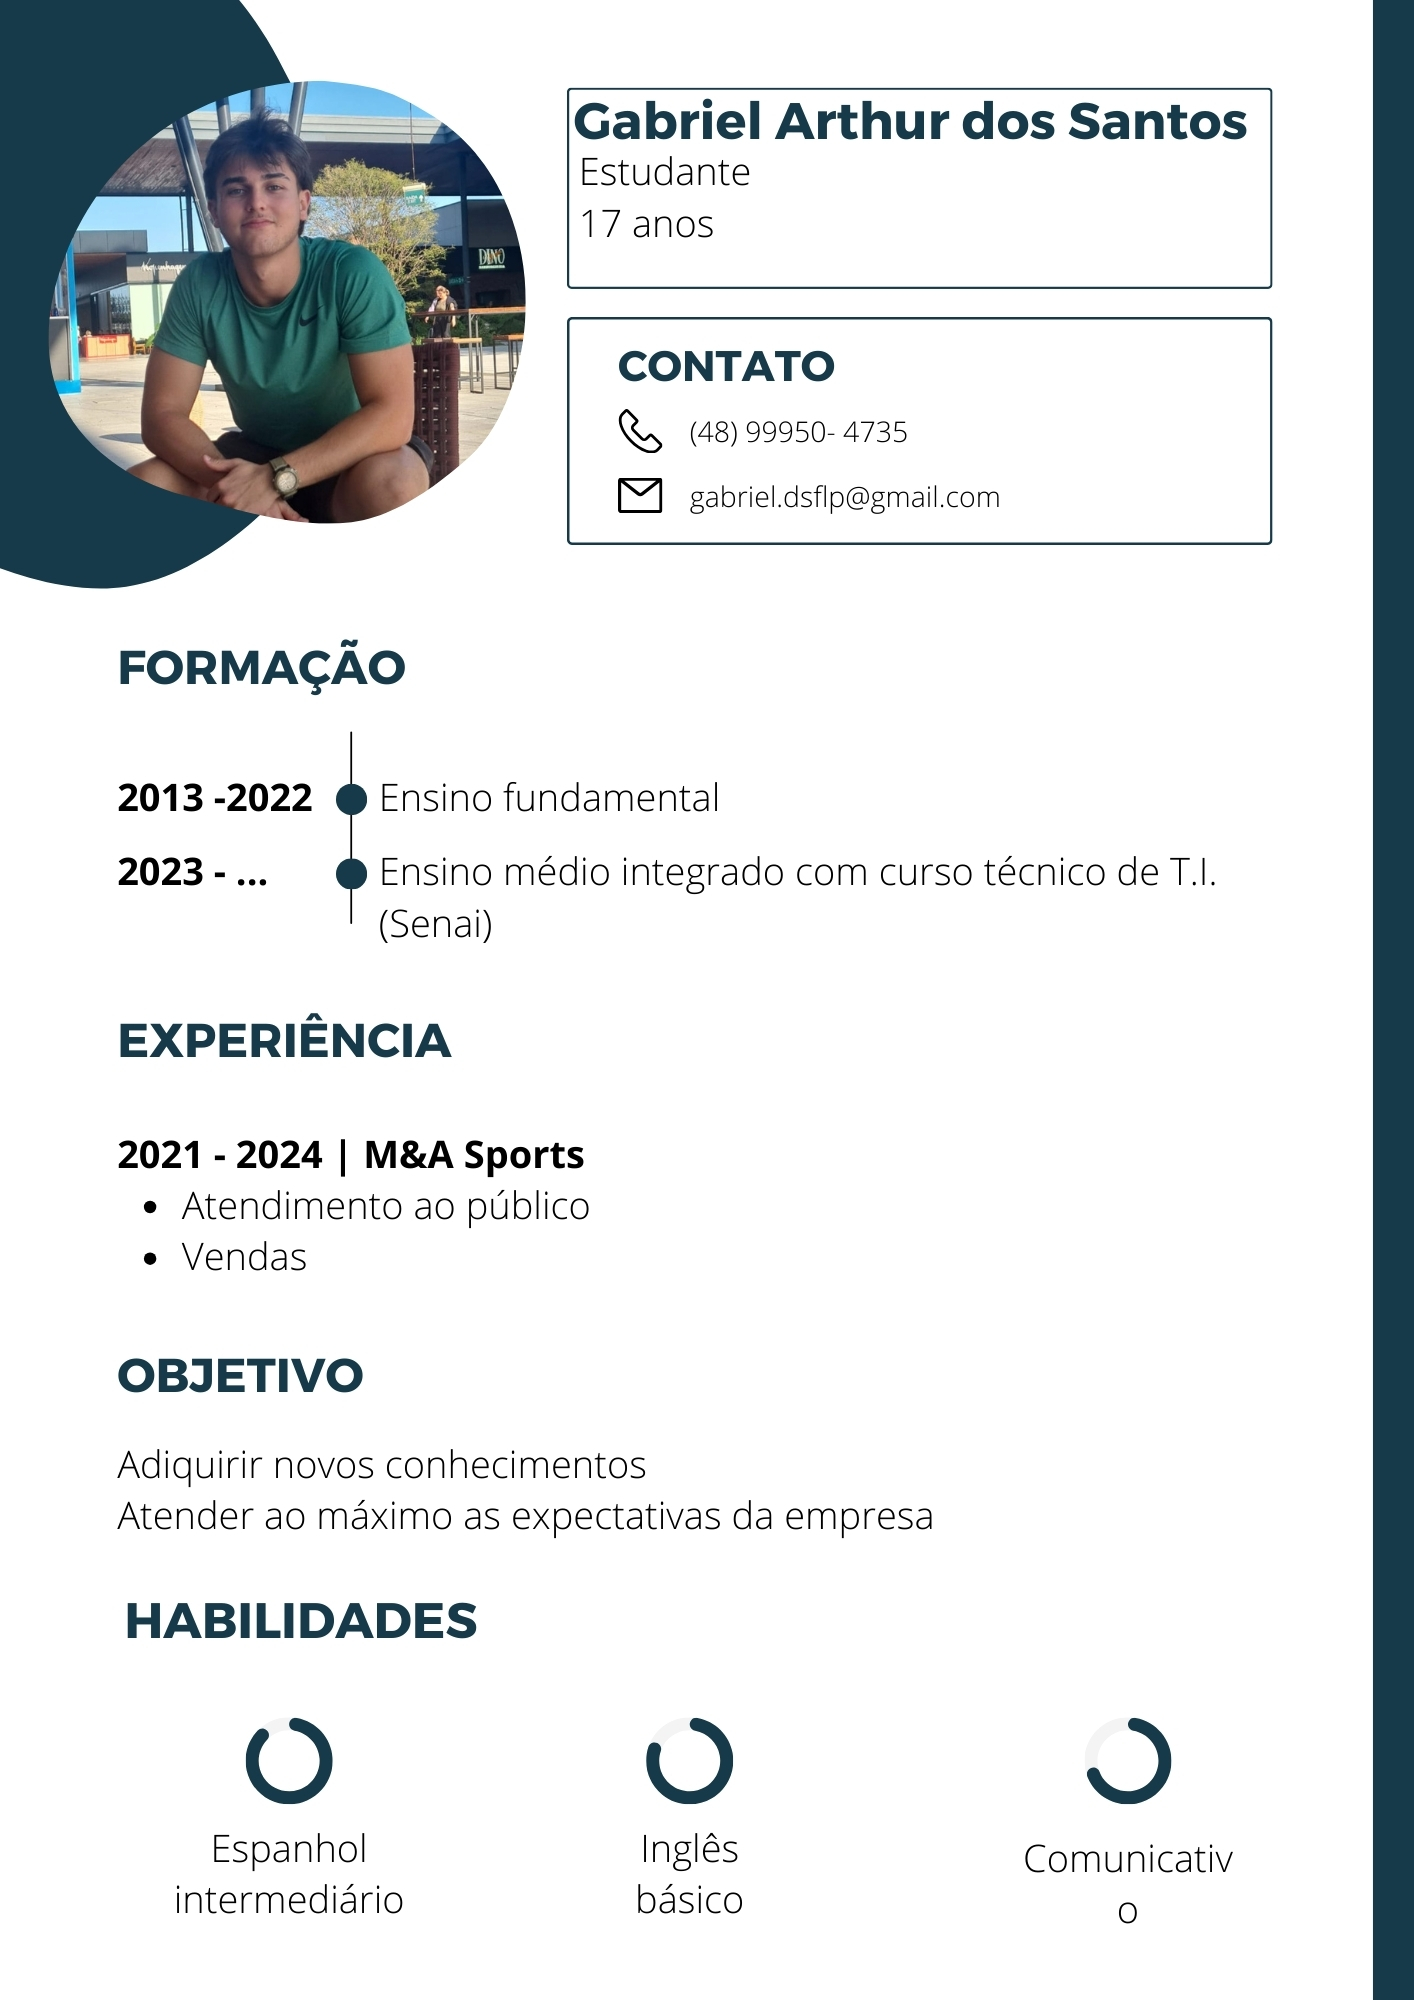 Gabriel Arthur dos Santos
Estudante
17 anos
DINO
CONTATO
(48) 99950- 4735
gabriel.dsflp@gmail.com
FORMAÇÃO
2013 -2022 Ensino fundamental
2023 - ... Ensino médio integrado com curso técnico de T.I.
(Senai)
EXPERIÊNCIA
2021 - 2024 | M&A Sports
• Atendimento ao público
• Vendas
OBJETIVO
Adiquirir novos conhecimentos
Atender ao máximo as expectativas da empresa
HABILIDADES
Espanhol
intermediário
Inglês
básico
Comunicativ
o